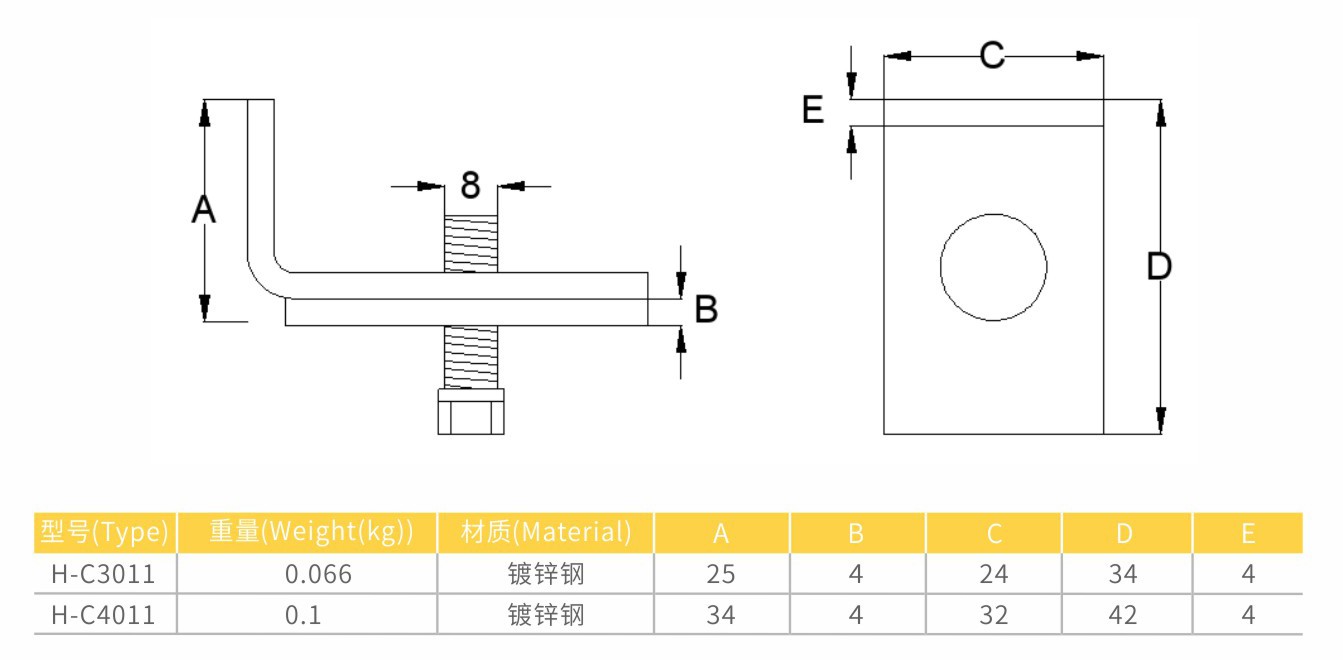 C
E
8
A
D
B
型号(Type) 重量(Weight(kg)) 材质(Material) A B C D E
H-C3011 0.066 镀锌钢 25 4 24 34 4
H-C4011 0.1 镀锌钢 34 4 32 42 4